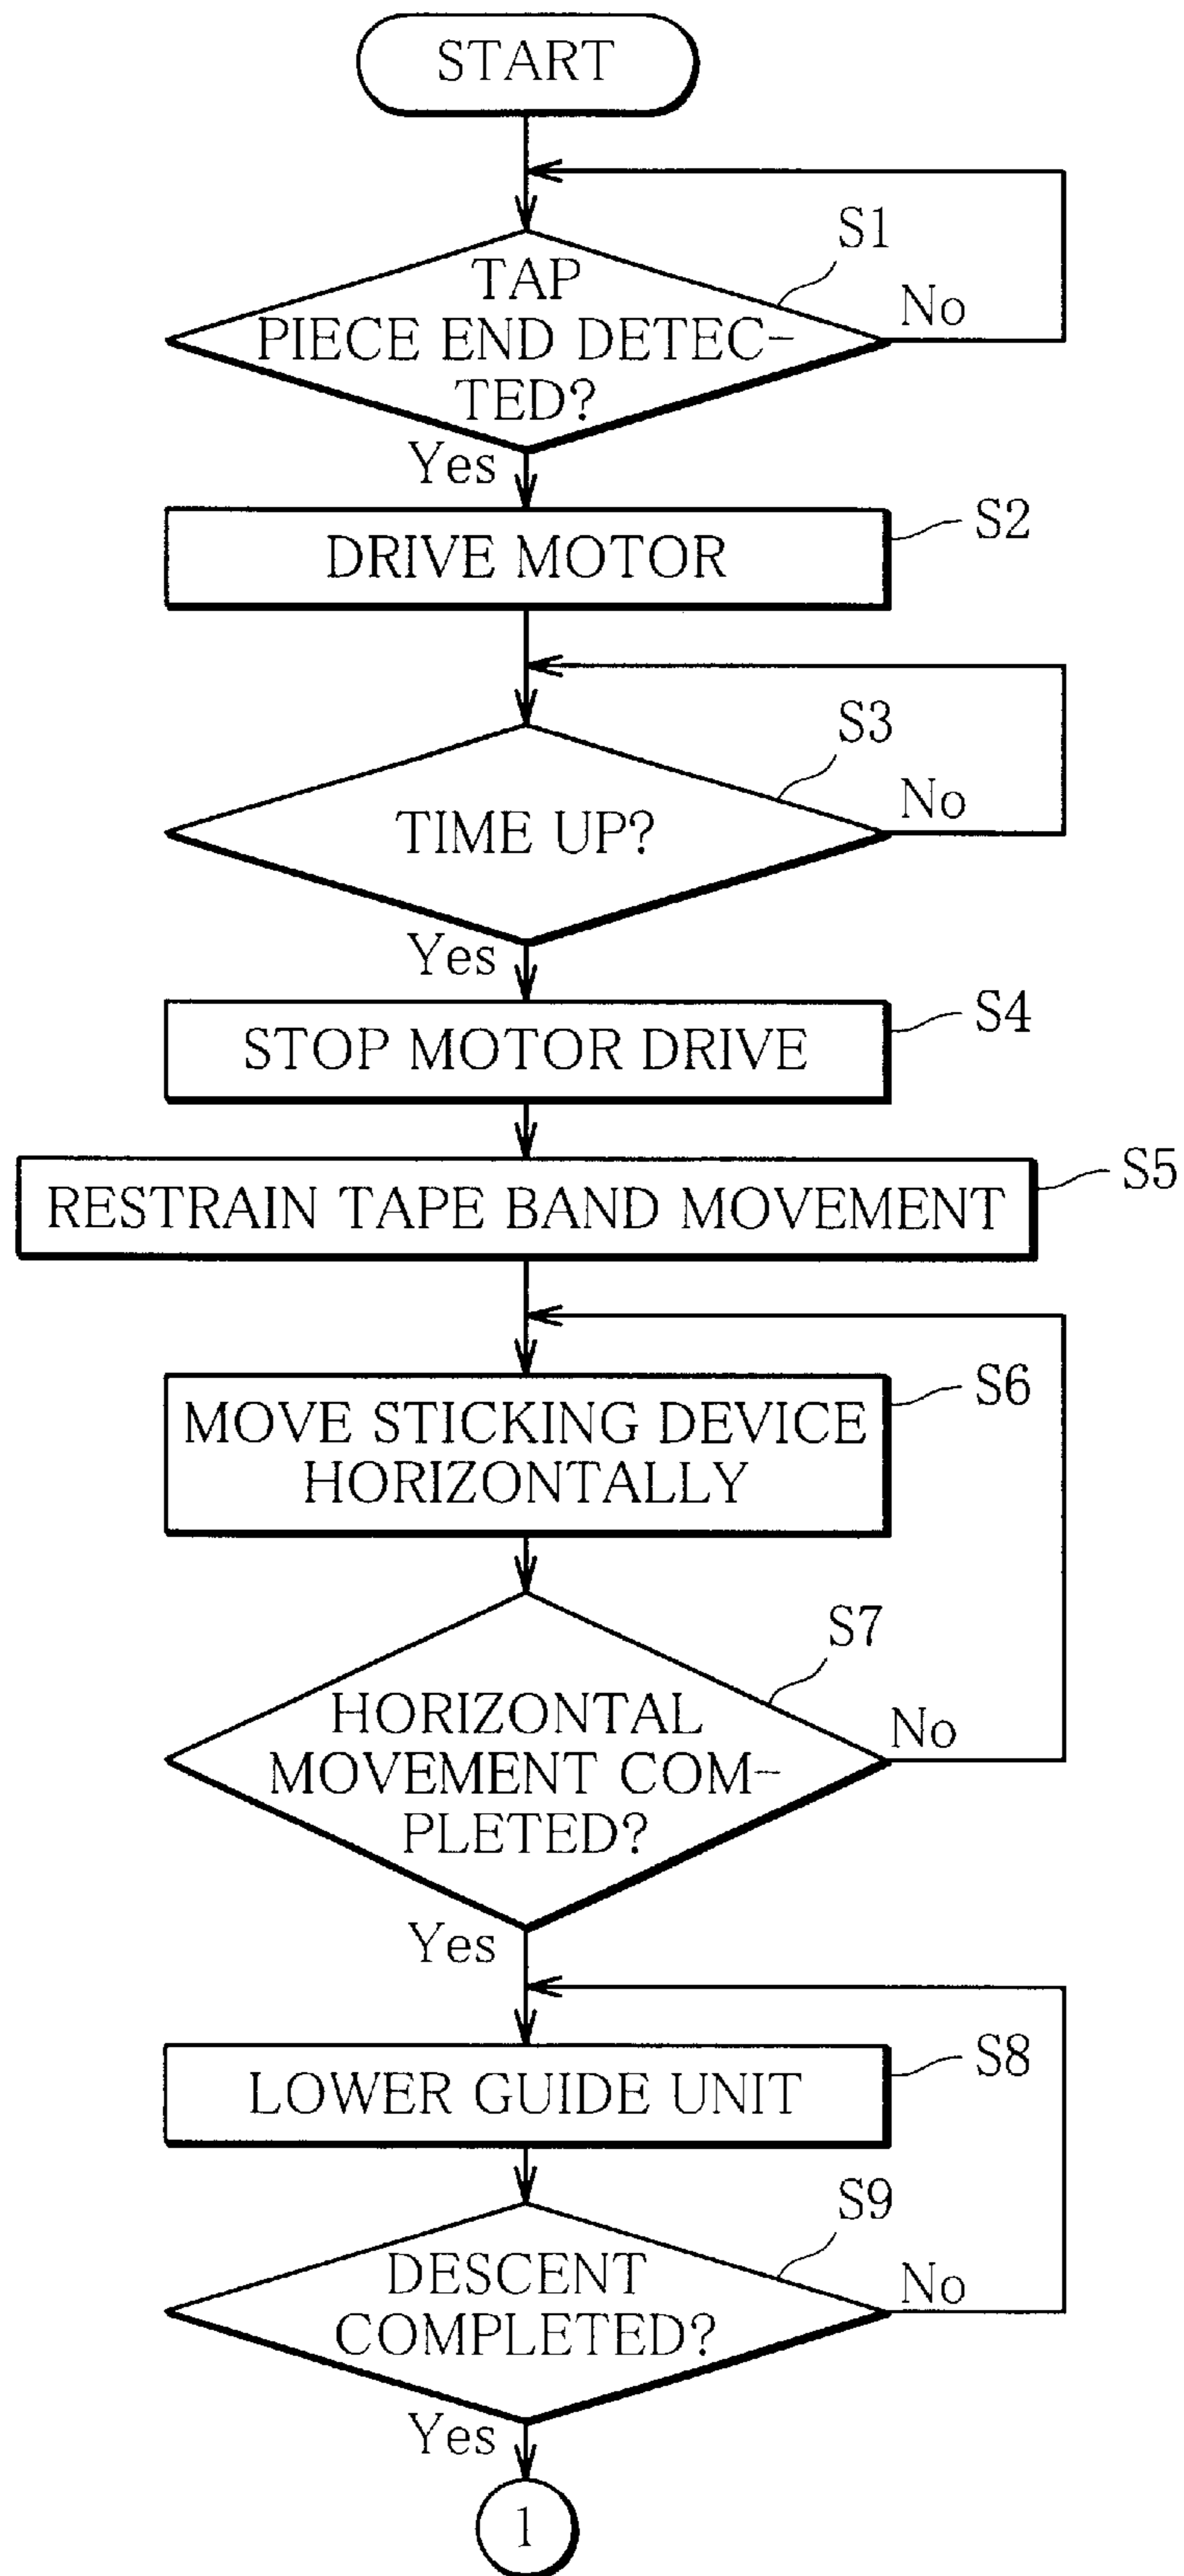 START
S1
TAP
No
PIECE END DETEC-
TED?
Yes
S2
DRIVE MOTOR
S3
No
TIME UP?
Yes
S4
STOP MOTOR DRIVE
S5
RESTRAIN TAPE BAND MOVEMENT
S6
MOVE STICKING DEVICE
HORIZONTALLY
S7
HORIZONTAL
No
MOVEMENT COM-
PLETED?
Yes
S8
LOWER GUIDE UNIT
S9
DESCENT
No
COMPLETED?
Yes
1